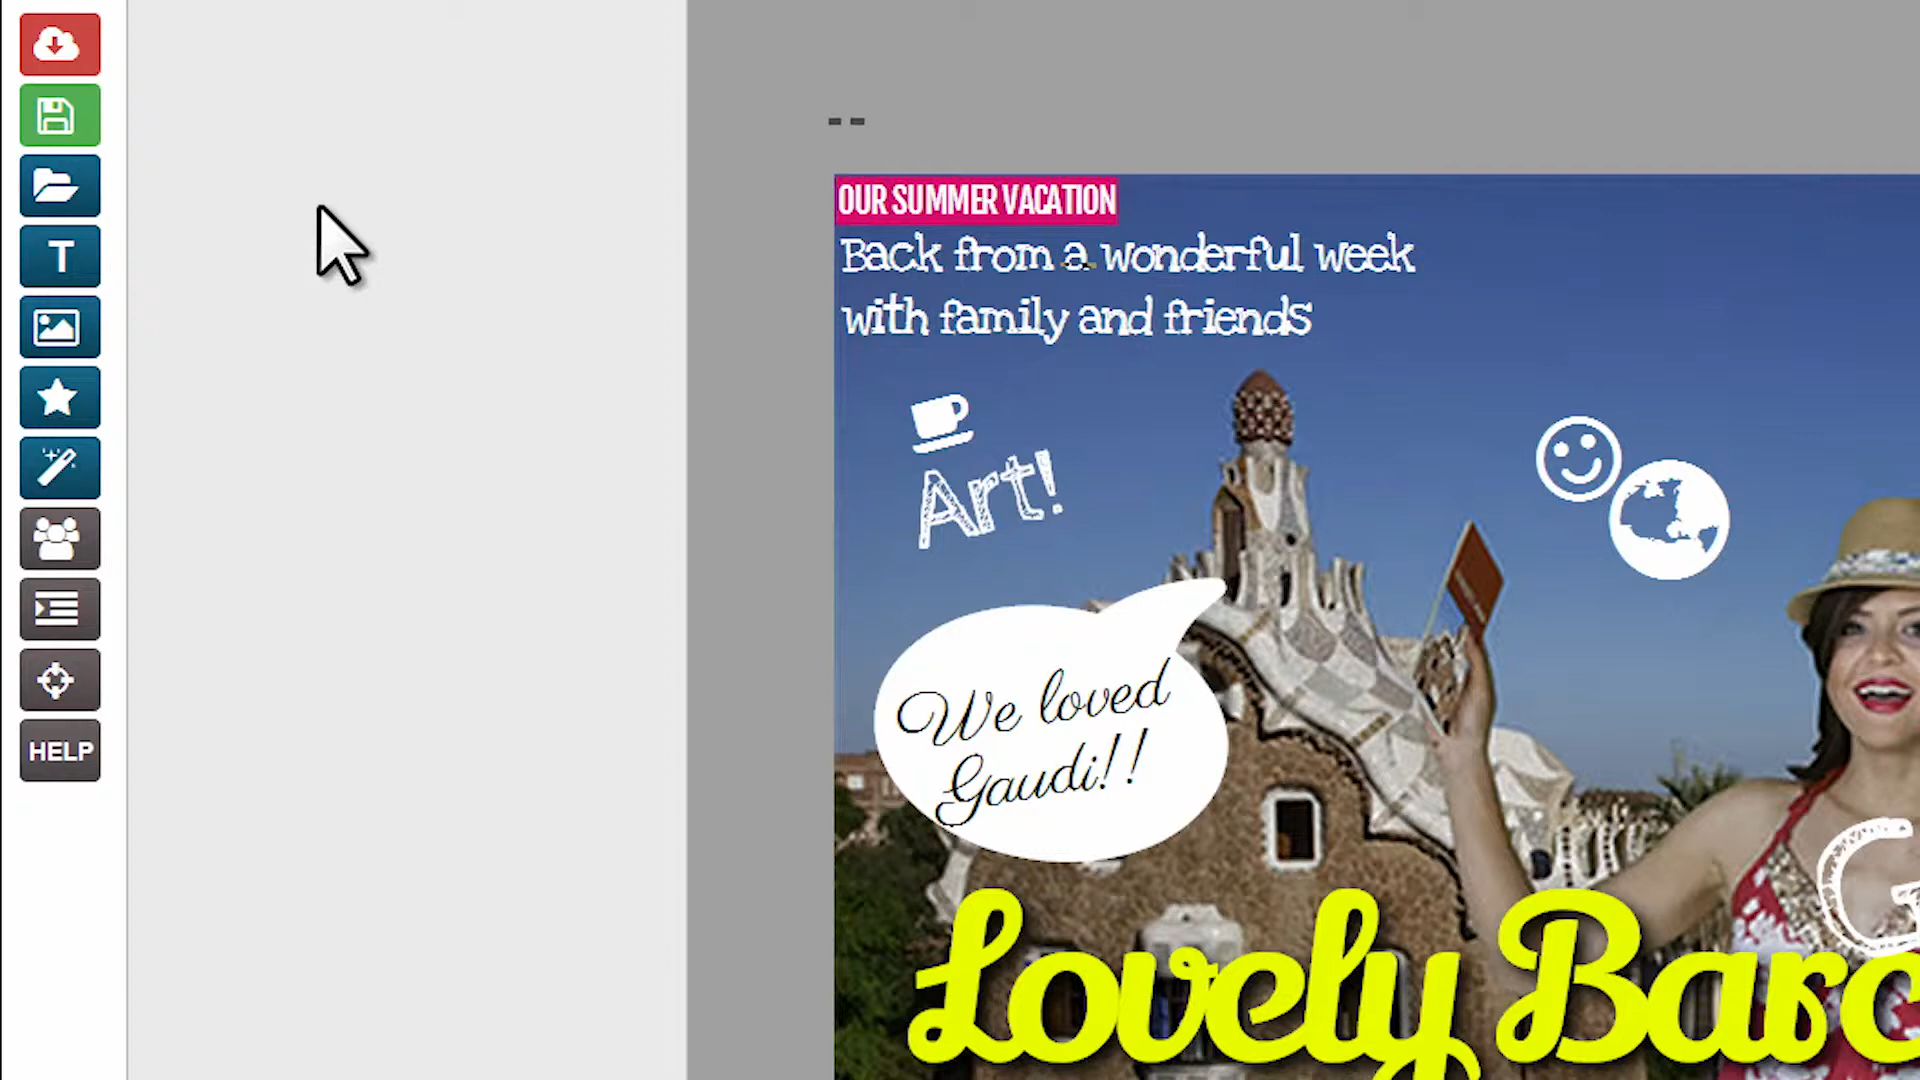 --
OUR SUMMER VACATION
Back from a wonderful week
with family and friends
T
Art!
We loved
Gaudi!!
HELP
G
Lovely Barc